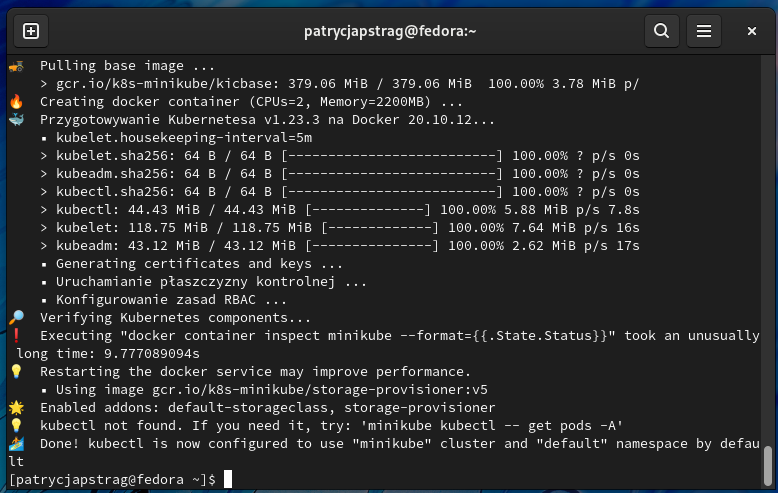 patrycjapstrag@fedora:~
Pulling base image ...
> gcr.io/k8s-minikube/kicbase: 379.06 MiB / 379.06 MiB  100.00% 3.78 MiB p/
Creating docker container (CPUs=2, Memory=2200MB) ...
Przygotowywanie Kubernetesa v1.23.3 na Docker 20.10.12...
▪ kubelet.housekeeping-interval=5m
> kubelet.sha256: 64 B / 64 B [--------------------------] 100.00% ? p/s 0s
> kubeadm.sha256: 64 B / 64 B [--------------------------] 100.00% ? p/s 0s
> kubectl.sha256: 64 B / 64 B [--------------------------] 100.00% ? p/s 0s
> kubectl: 44.43 MiB / 44.43 MiB [--------------] 100.00% 5.88 MiB p/s 7.8s
> kubelet: 118.75 MiB / 118.75 MiB [-------------] 100.00% 7.64 MiB p/s 16s
> kubeadm: 43.12 MiB / 43.12 MiB [---------------] 100.00% 2.62 MiB p/s 17s
▪ Generating certificates and keys ...
▪ Uruchamianie płaszczyzny kontrolnej ...
▪ Konfigurowanie zasad RBAC ...
Verifying Kubernetes components...
Executing "docker container inspect minikube --format={{.State.Status}}" took an unusually
long time: 9.777089094s
Restarting the docker service may improve performance.
▪ Using image gcr.io/k8s-minikube/storage-provisioner:v5
Enabled addons: default-storageclass, storage-provisioner
kubectl not found. If you need it, try: 'minikube kubectl -- get pods -A'
Done! kubectl is now configured to use "minikube" cluster and "default" namespace by defau
lt
[patrycjapstrag@fedora ~]$